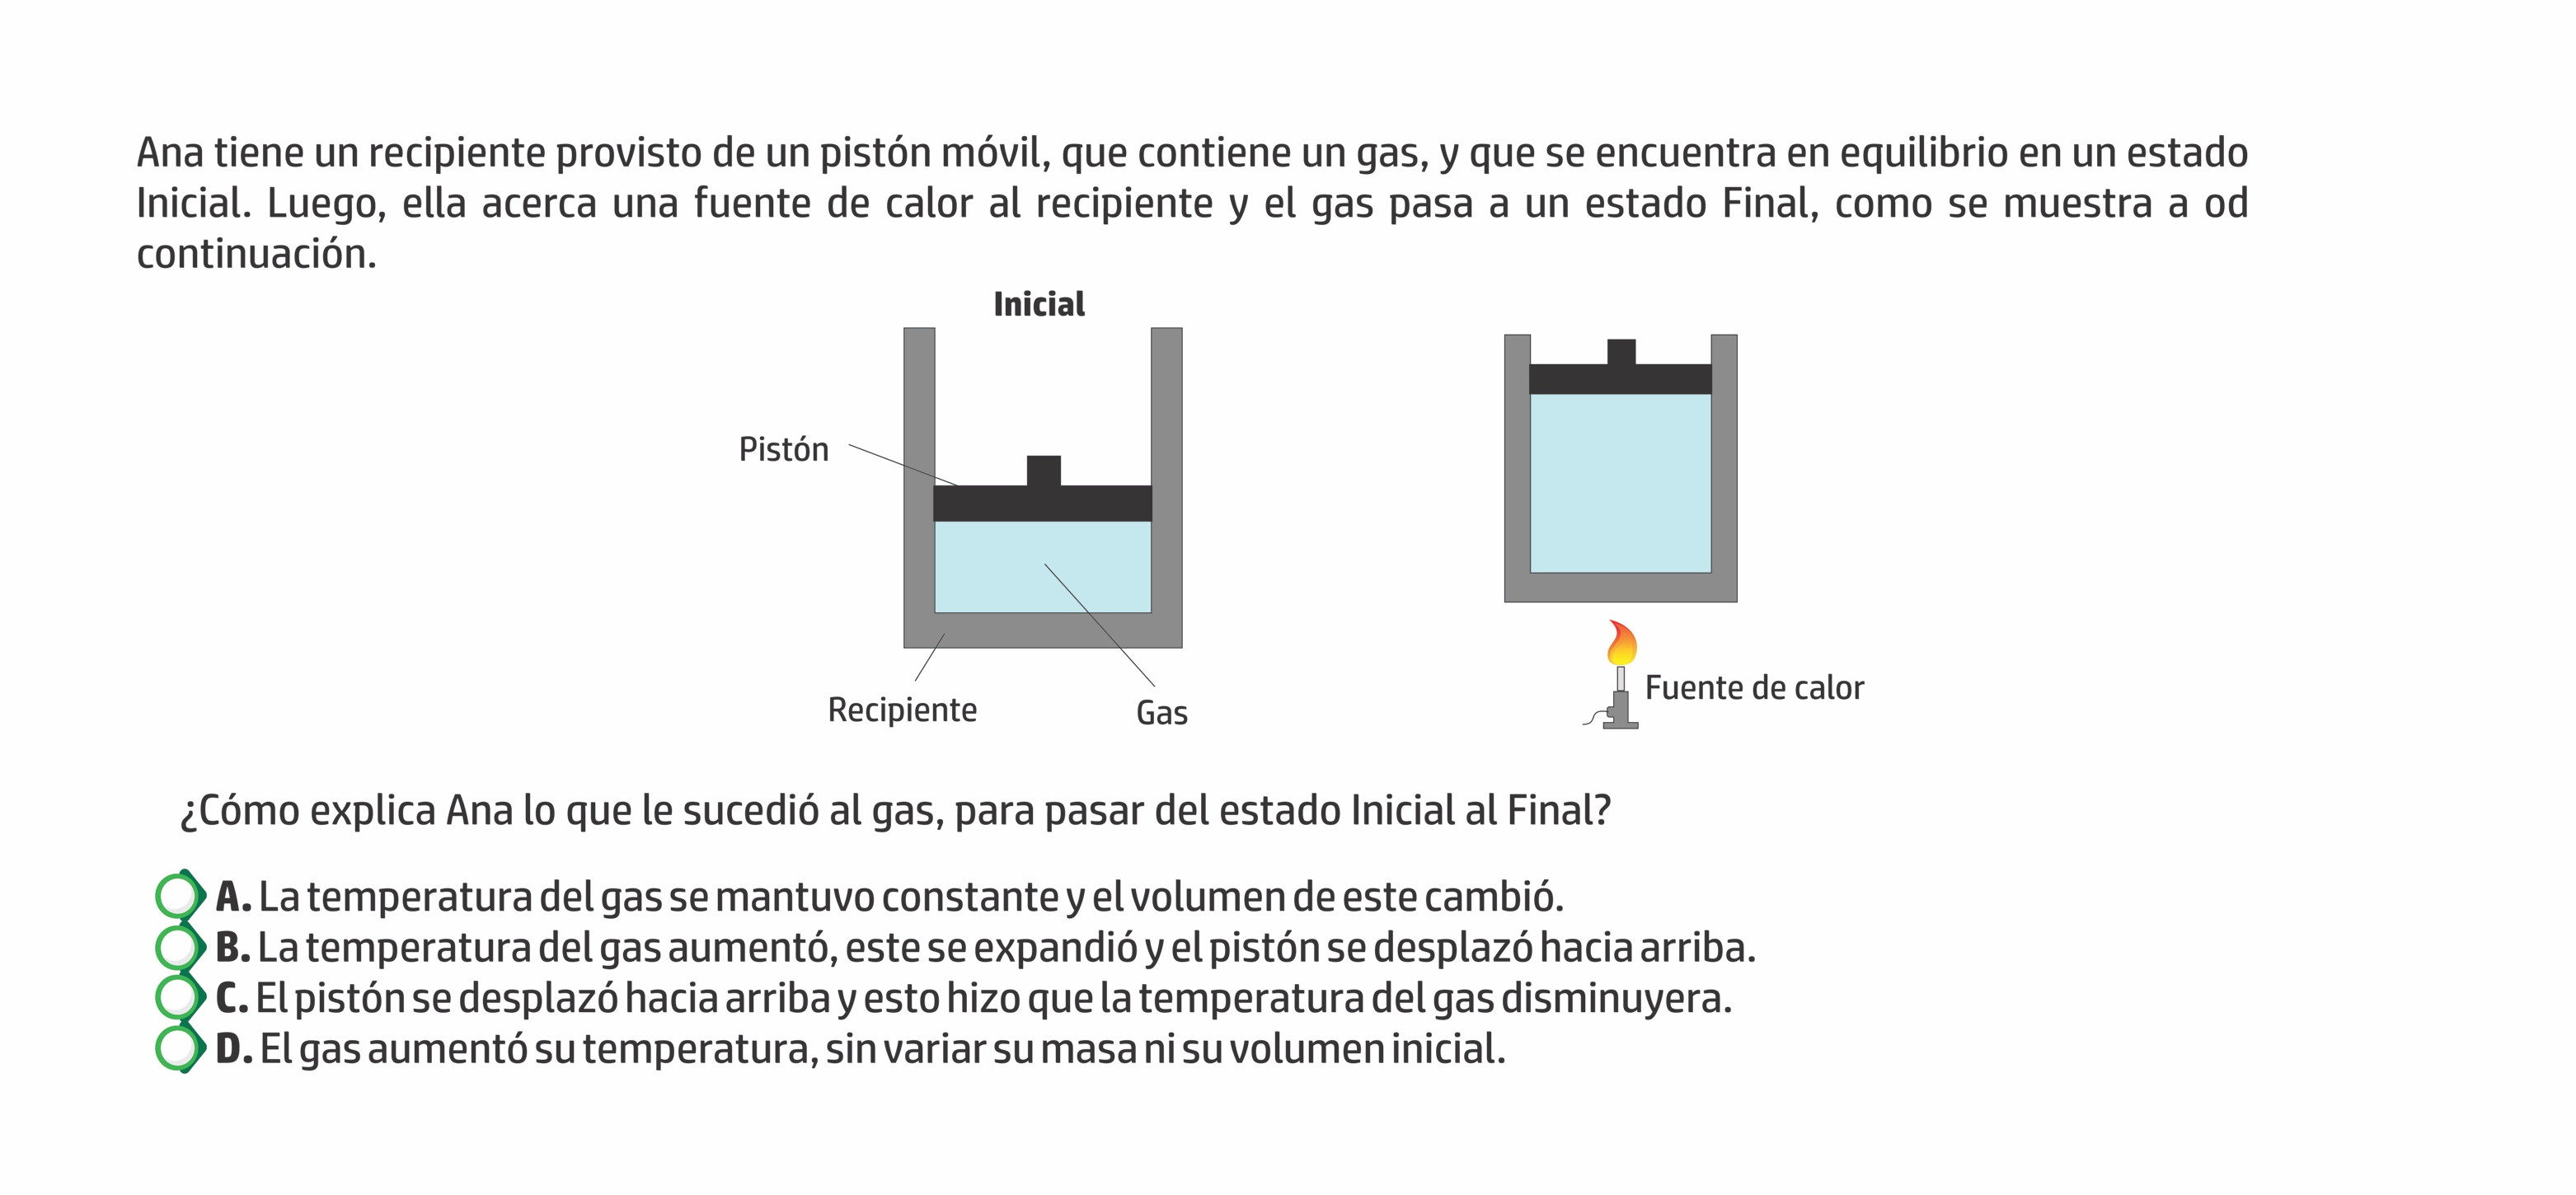 Ana tiene un recipiente provisto de un pistón móvil, que contiene un gas, y que se encuentra en equilibrio en un estado
Inicial. Luego, ella acerca una fuente de calor al recipiente y el gas pasa a un estado Final, como se muestra a od
continuación.
Inicial
Pistón
Recipiente
Gas
Fuente de calor
¿Cómo explica Ana lo que le sucedió al gas, para pasar del estado Inicial al Final?
A. La temperatura del gas se mantuvo constante y el volumen de este cambió.
B. La temperatura del gas aumentó, este se expandió y el pistón se desplazó hacia arriba.
C. El pistón se desplazó hacia arriba y esto hizo que la temperatura del gas disminuyera.
D. El gas aumentó su temperatura, sin variar su masa ni su volumen inicial.